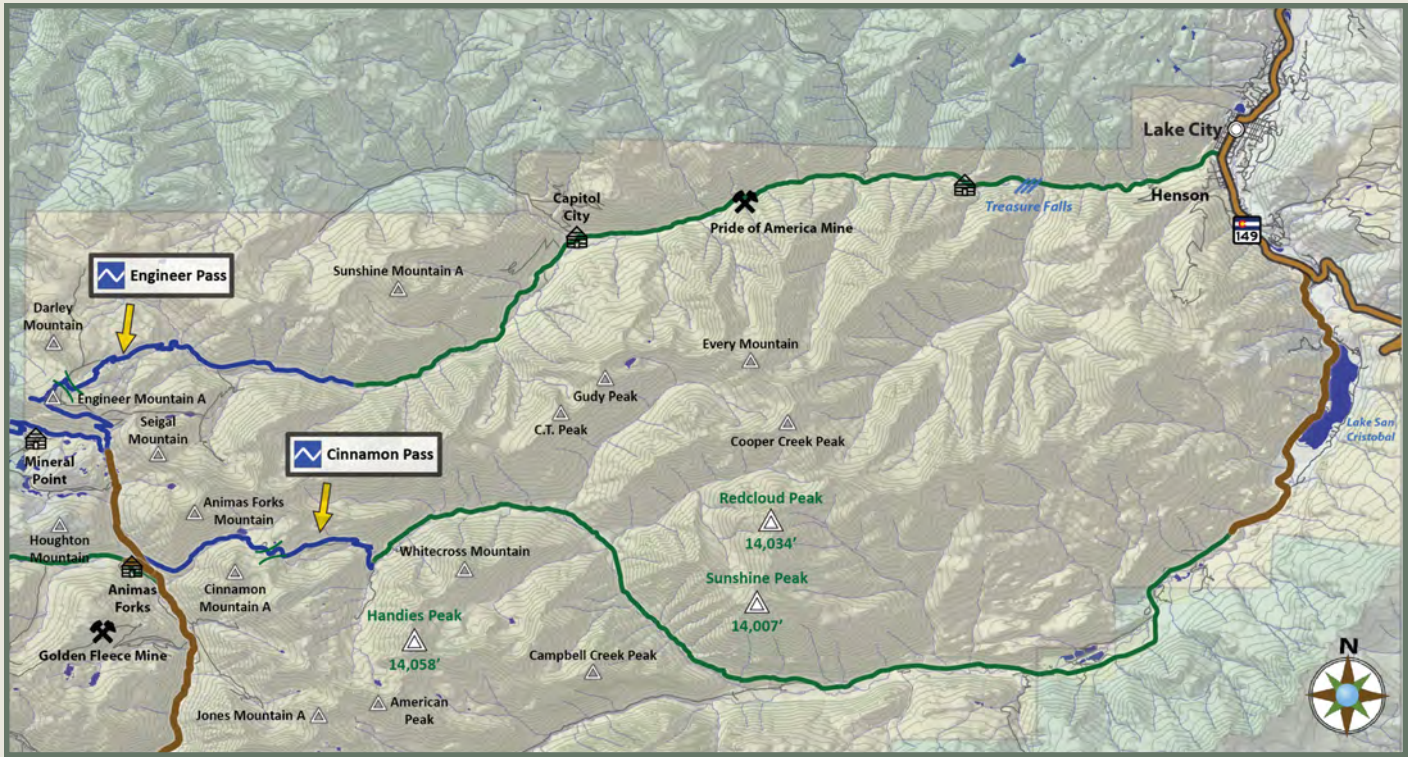 Lake City
Henson
149
Treasure Falls
Capitol
City
Pride of America Mine
Engineer Pass
Sunshine Mountain A
Darley
Mountain
Every Mountain
Gudy Peak
Engineer Mountain A
C.T. Peak
Seigal
Mountain
Cooper Creek Peak
Lake San
Cristobal
Cinnamon Pass
Mineral
Point
Redcloud Peak
14,034'
Animas Forks
Mountain
Houghton
Mountain
Whitecross Mountain
Sunshine Peak
14,007'
Animas
Forks
Cinnamon
Mountain A
Handies Peak
14,058'
Golden Fleece Mine
Campbell Creek Peak
American
Peak
Jones Mountain A
N